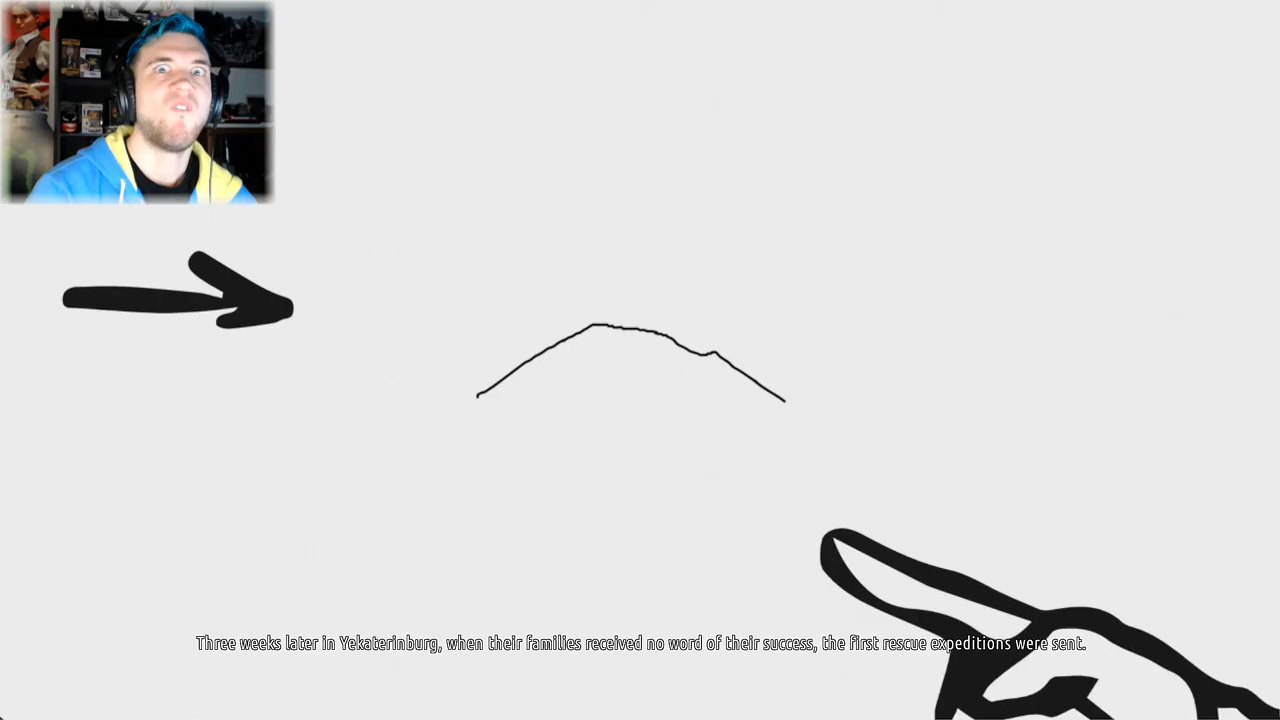 Three weeks later in Yekaterinburg, when their families received no word of their success, the first rescue expeditions were sent.